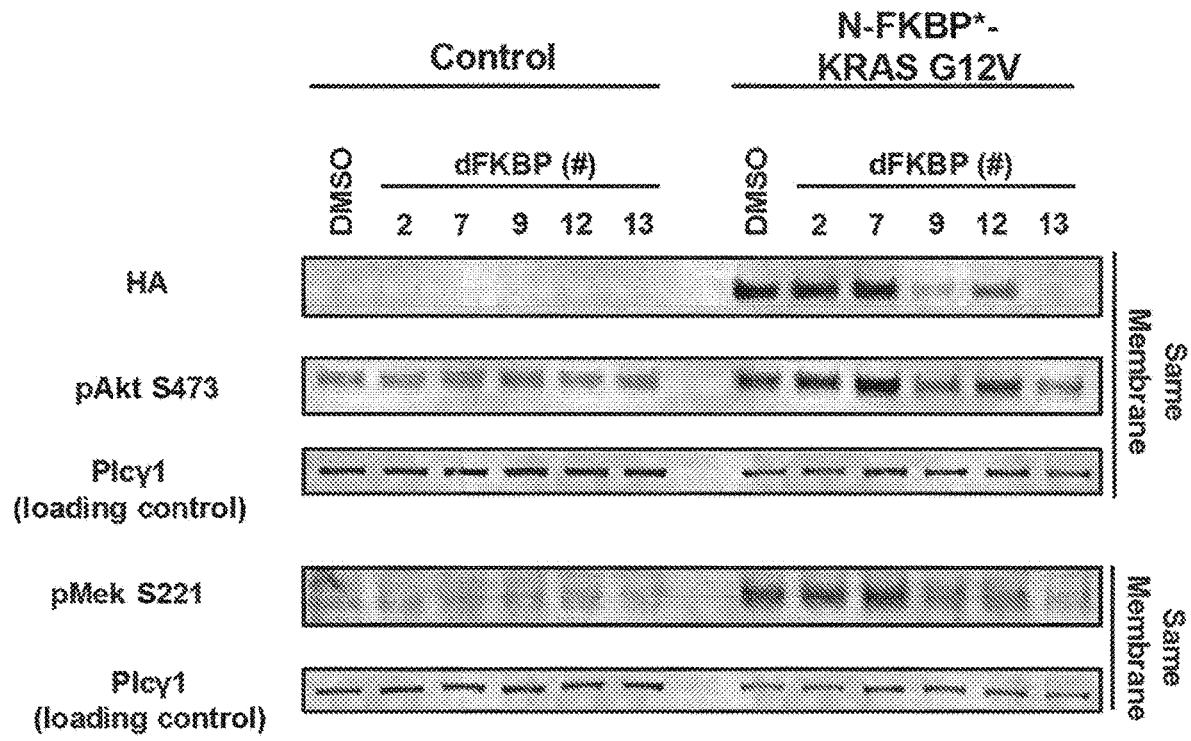 Control
N-FKBP*-
KRAS G12V
DMSO
dFKBP (#)
2 7 9 12 13
DMSO
dFKBP (#)
2 7 9 12 13
HA
pAkt S473
Plcγ1
(loading control)
Same
Membrane
pMek S221
Plcγ1
(loading control)
Same
Membrane